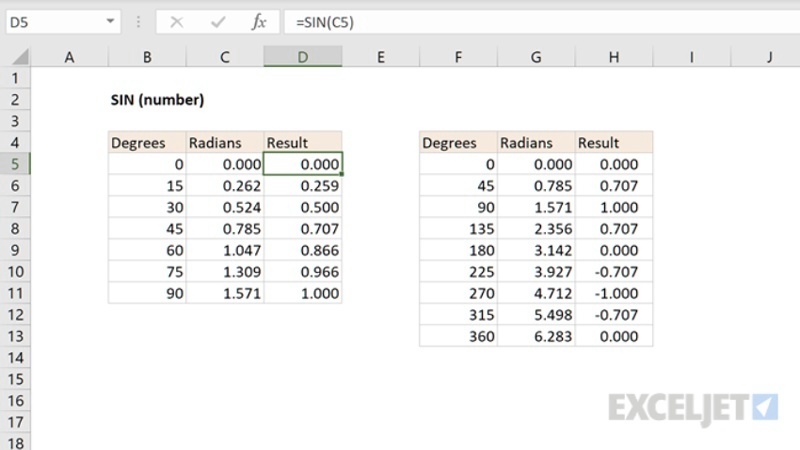 D5 fx =SIN(C5)
A B C D E F G H I J
1
2 SIN (number)
3
4 Degrees Radians Result Degrees Radians Result
5 0 0.000 0.000 0 0.000 0.000
6 15 0.262 0.259 45 0.785 0.707
7 30 0.524 0.500 90 1.571 1.000
8 45 0.785 0.707 135 2.356 0.707
9 60 1.047 0.866 180 3.142 0.000
10 75 1.309 0.966 225 3.927 -0.707
11 90 1.571 1.000 270 4.712 -1.000
12 315 5.498 -0.707
13 360 6.283 0.000
14
15
16 EXCELJET
17
18